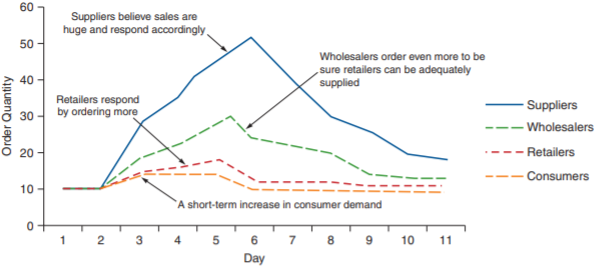 60
50
40
30
20
10
0
Order Quantity
Suppliers believe sales are
huge and respond accordingly
Wholesalers order even more to be
sure retailers can be adequately
supplied
Retailers respond
by ordering more
A short-term increase in consumer demand
Suppliers
Wholesalers
Retailers
Consumers
1 2 3 4 5 6 7 8 9 10 11
Day